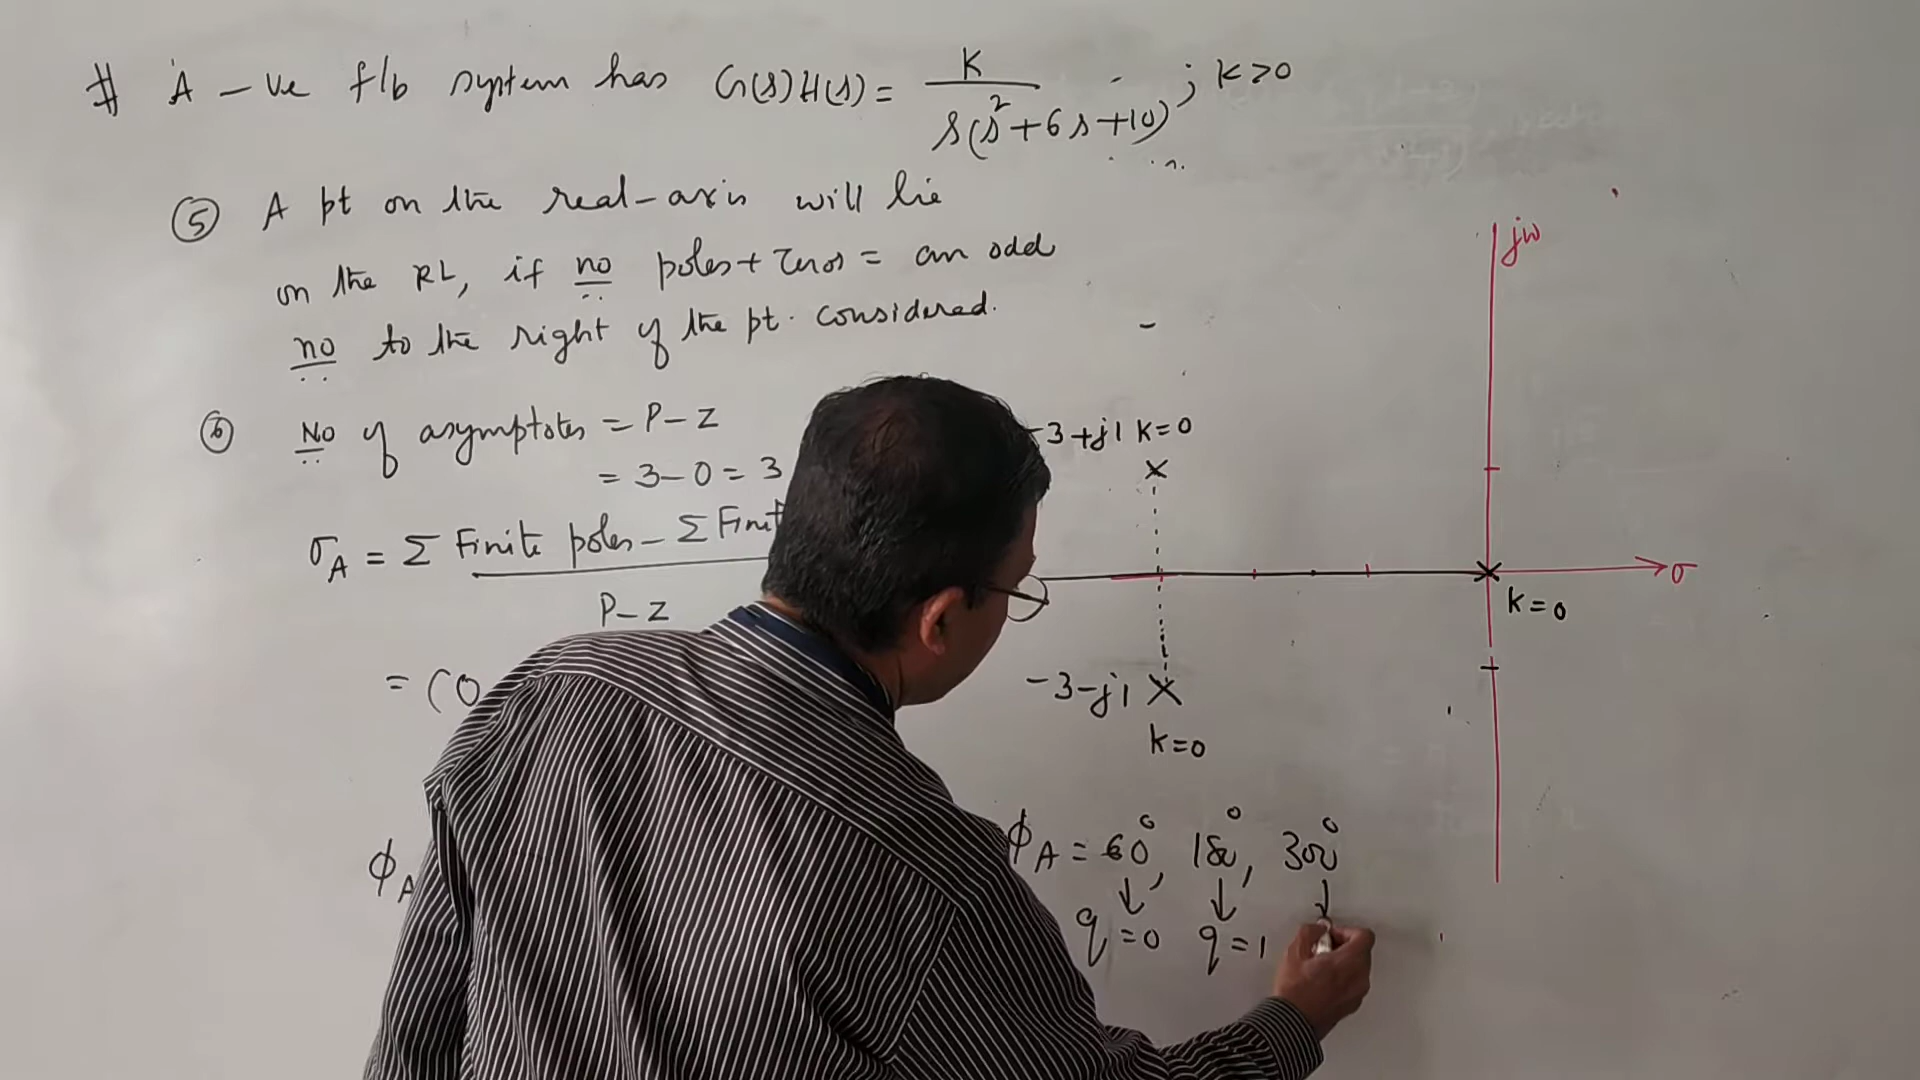 # A -ve f/b system has G(s)H(s) = K / s(s²+6s+10) ; K>0
⑤ A pt on the real-axis will lie
on the RL, if no poles + zeros = an odd
no to the right of the pt. considered.
⑥ No of asymptotes = P-Z
= 3-0 = 3
σA = Σ Finite poles - Σ Finit
P-Z
= (0
ϕA
jω
-3+j1 K=0
σ
K=0
-3-j1
K=0
ϕA = 60°, 180°, 300°
↓ ↓ ↓
q=0 q=1